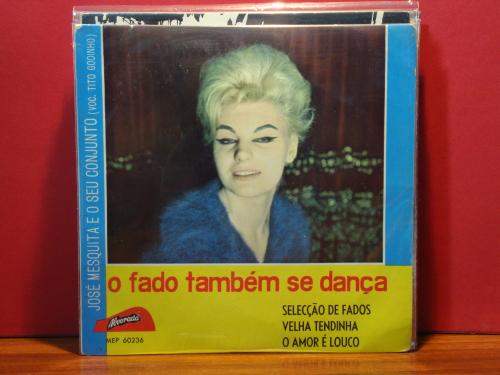 JOSÉ MESQUITA E O SEU CONJUNTO (VOC. TITO GODINHO)
o fado também se dança
SELECÇÃO DE FADOS
VELHA TENDINHA
O AMOR É LOUCO
Alvorada
MEP 60236